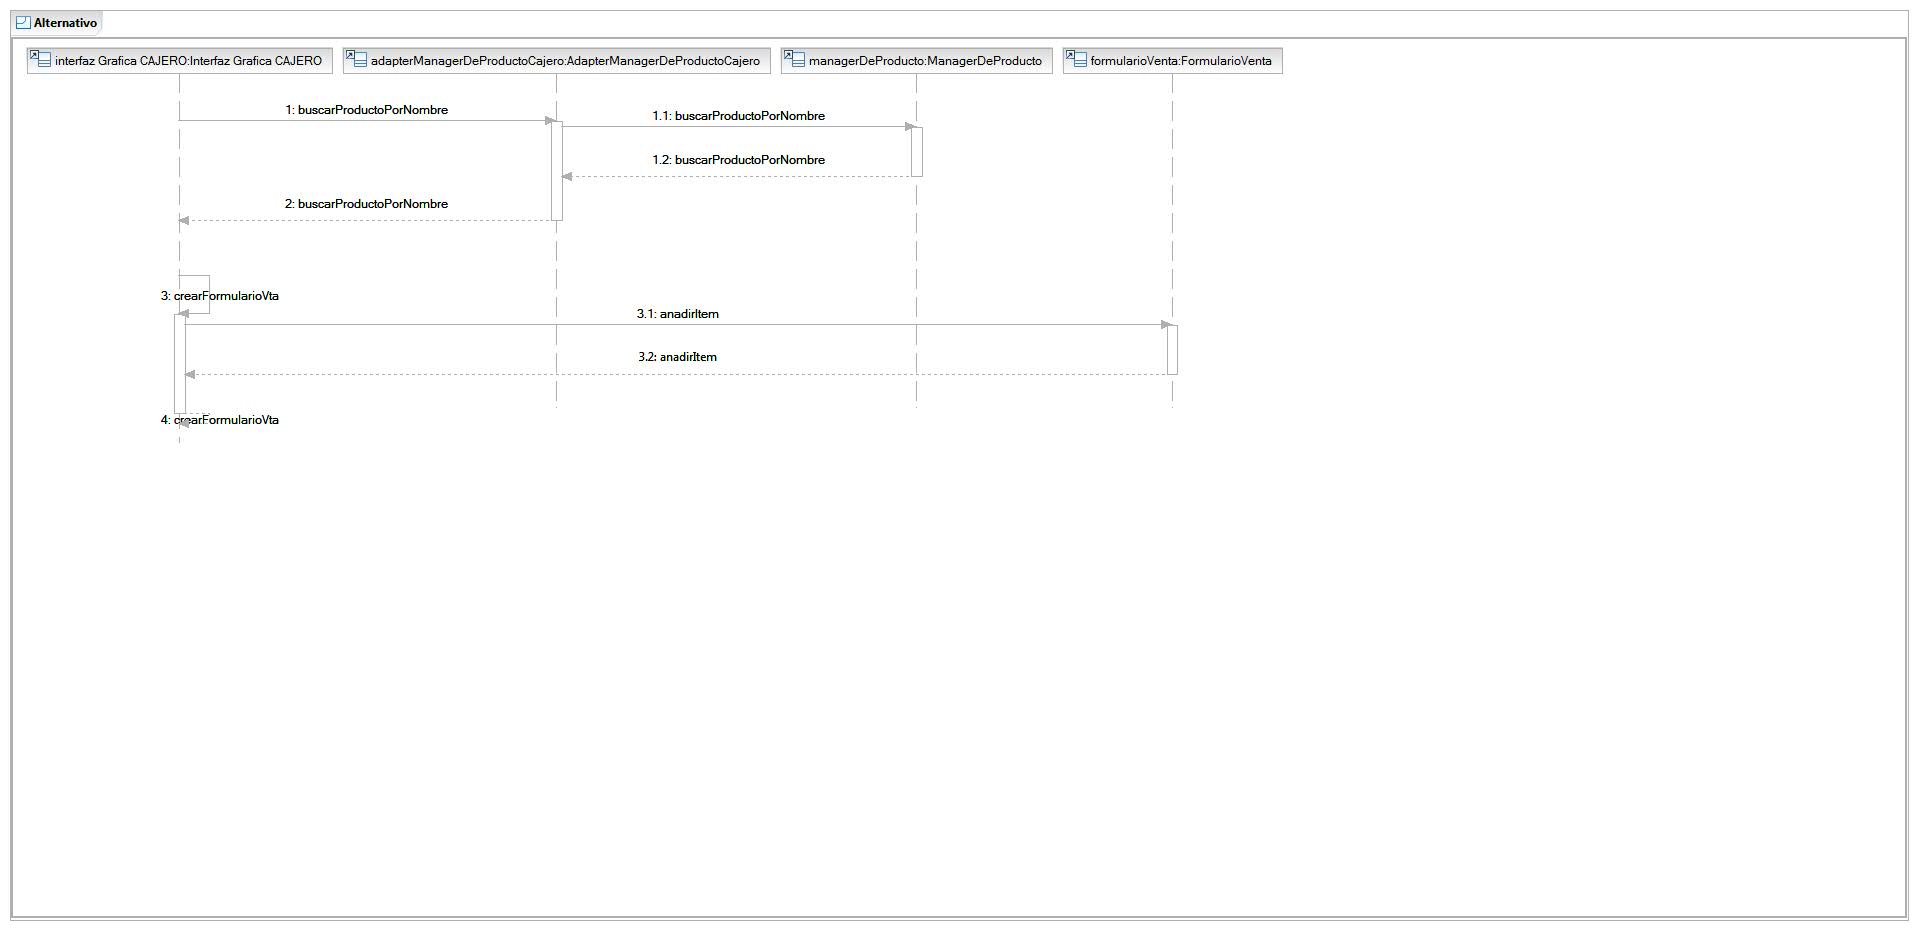 Alternativo
interfaz Grafica CAJERO:Interfaz Grafica CAJERO
adapterManagerDeProductoCajero:AdapterManagerDeProductoCajero
managerDeProducto:ManagerDeProducto
formularioVenta:FormularioVenta
1: buscarProductoPorNombre
1.1: buscarProductoPorNombre
1.2: buscarProductoPorNombre
2: buscarProductoPorNombre
3: crearFormularioVta
3.1: anadirItem
3.2: anadirItem
4: crearFormularioVta